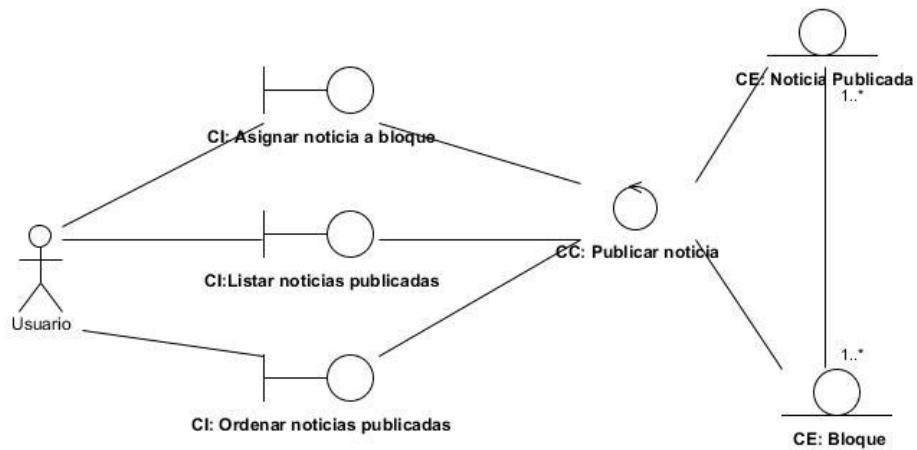 CE: Noticia Publicada
1..*
CI: Asignar noticia a bloque
CC: Publicar noticia
CI:Listar noticias publicadas
Usuario
1..*
CI: Ordenar noticias publicadas
CE: Bloque